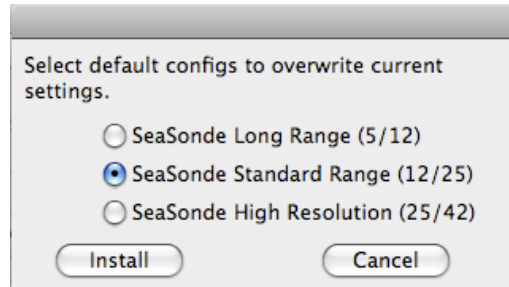 Select default configs to overwrite current
settings.
SeaSonde Long Range (5/12)
SeaSonde Standard Range (12/25)
SeaSonde High Resolution (25/42)
Install Cancel